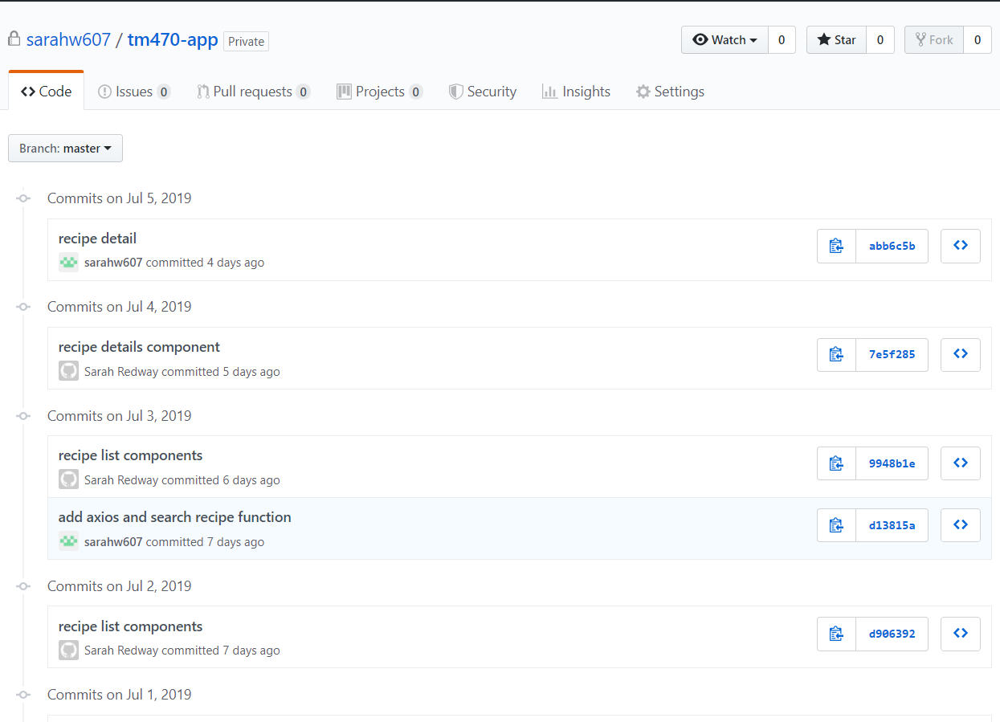 sarahw607 / tm470-app Private Watch 0 Star 0 Fork 0
Code Issues 0 Pull requests 0 Projects 0 Security Insights Settings
Branch: master
Commits on Jul 5, 2019
recipe detail
sarahw607 committed 4 days ago
abb6c5b
Commits on Jul 4, 2019
recipe details component
Sarah Redway committed 5 days ago
7e5f285
Commits on Jul 3, 2019
recipe list components
Sarah Redway committed 6 days ago
9948b1e
add axios and search recipe function
sarahw607 committed 7 days ago
d13815a
Commits on Jul 2, 2019
recipe list components
Sarah Redway committed 7 days ago
d906392
Commits on Jul 1, 2019